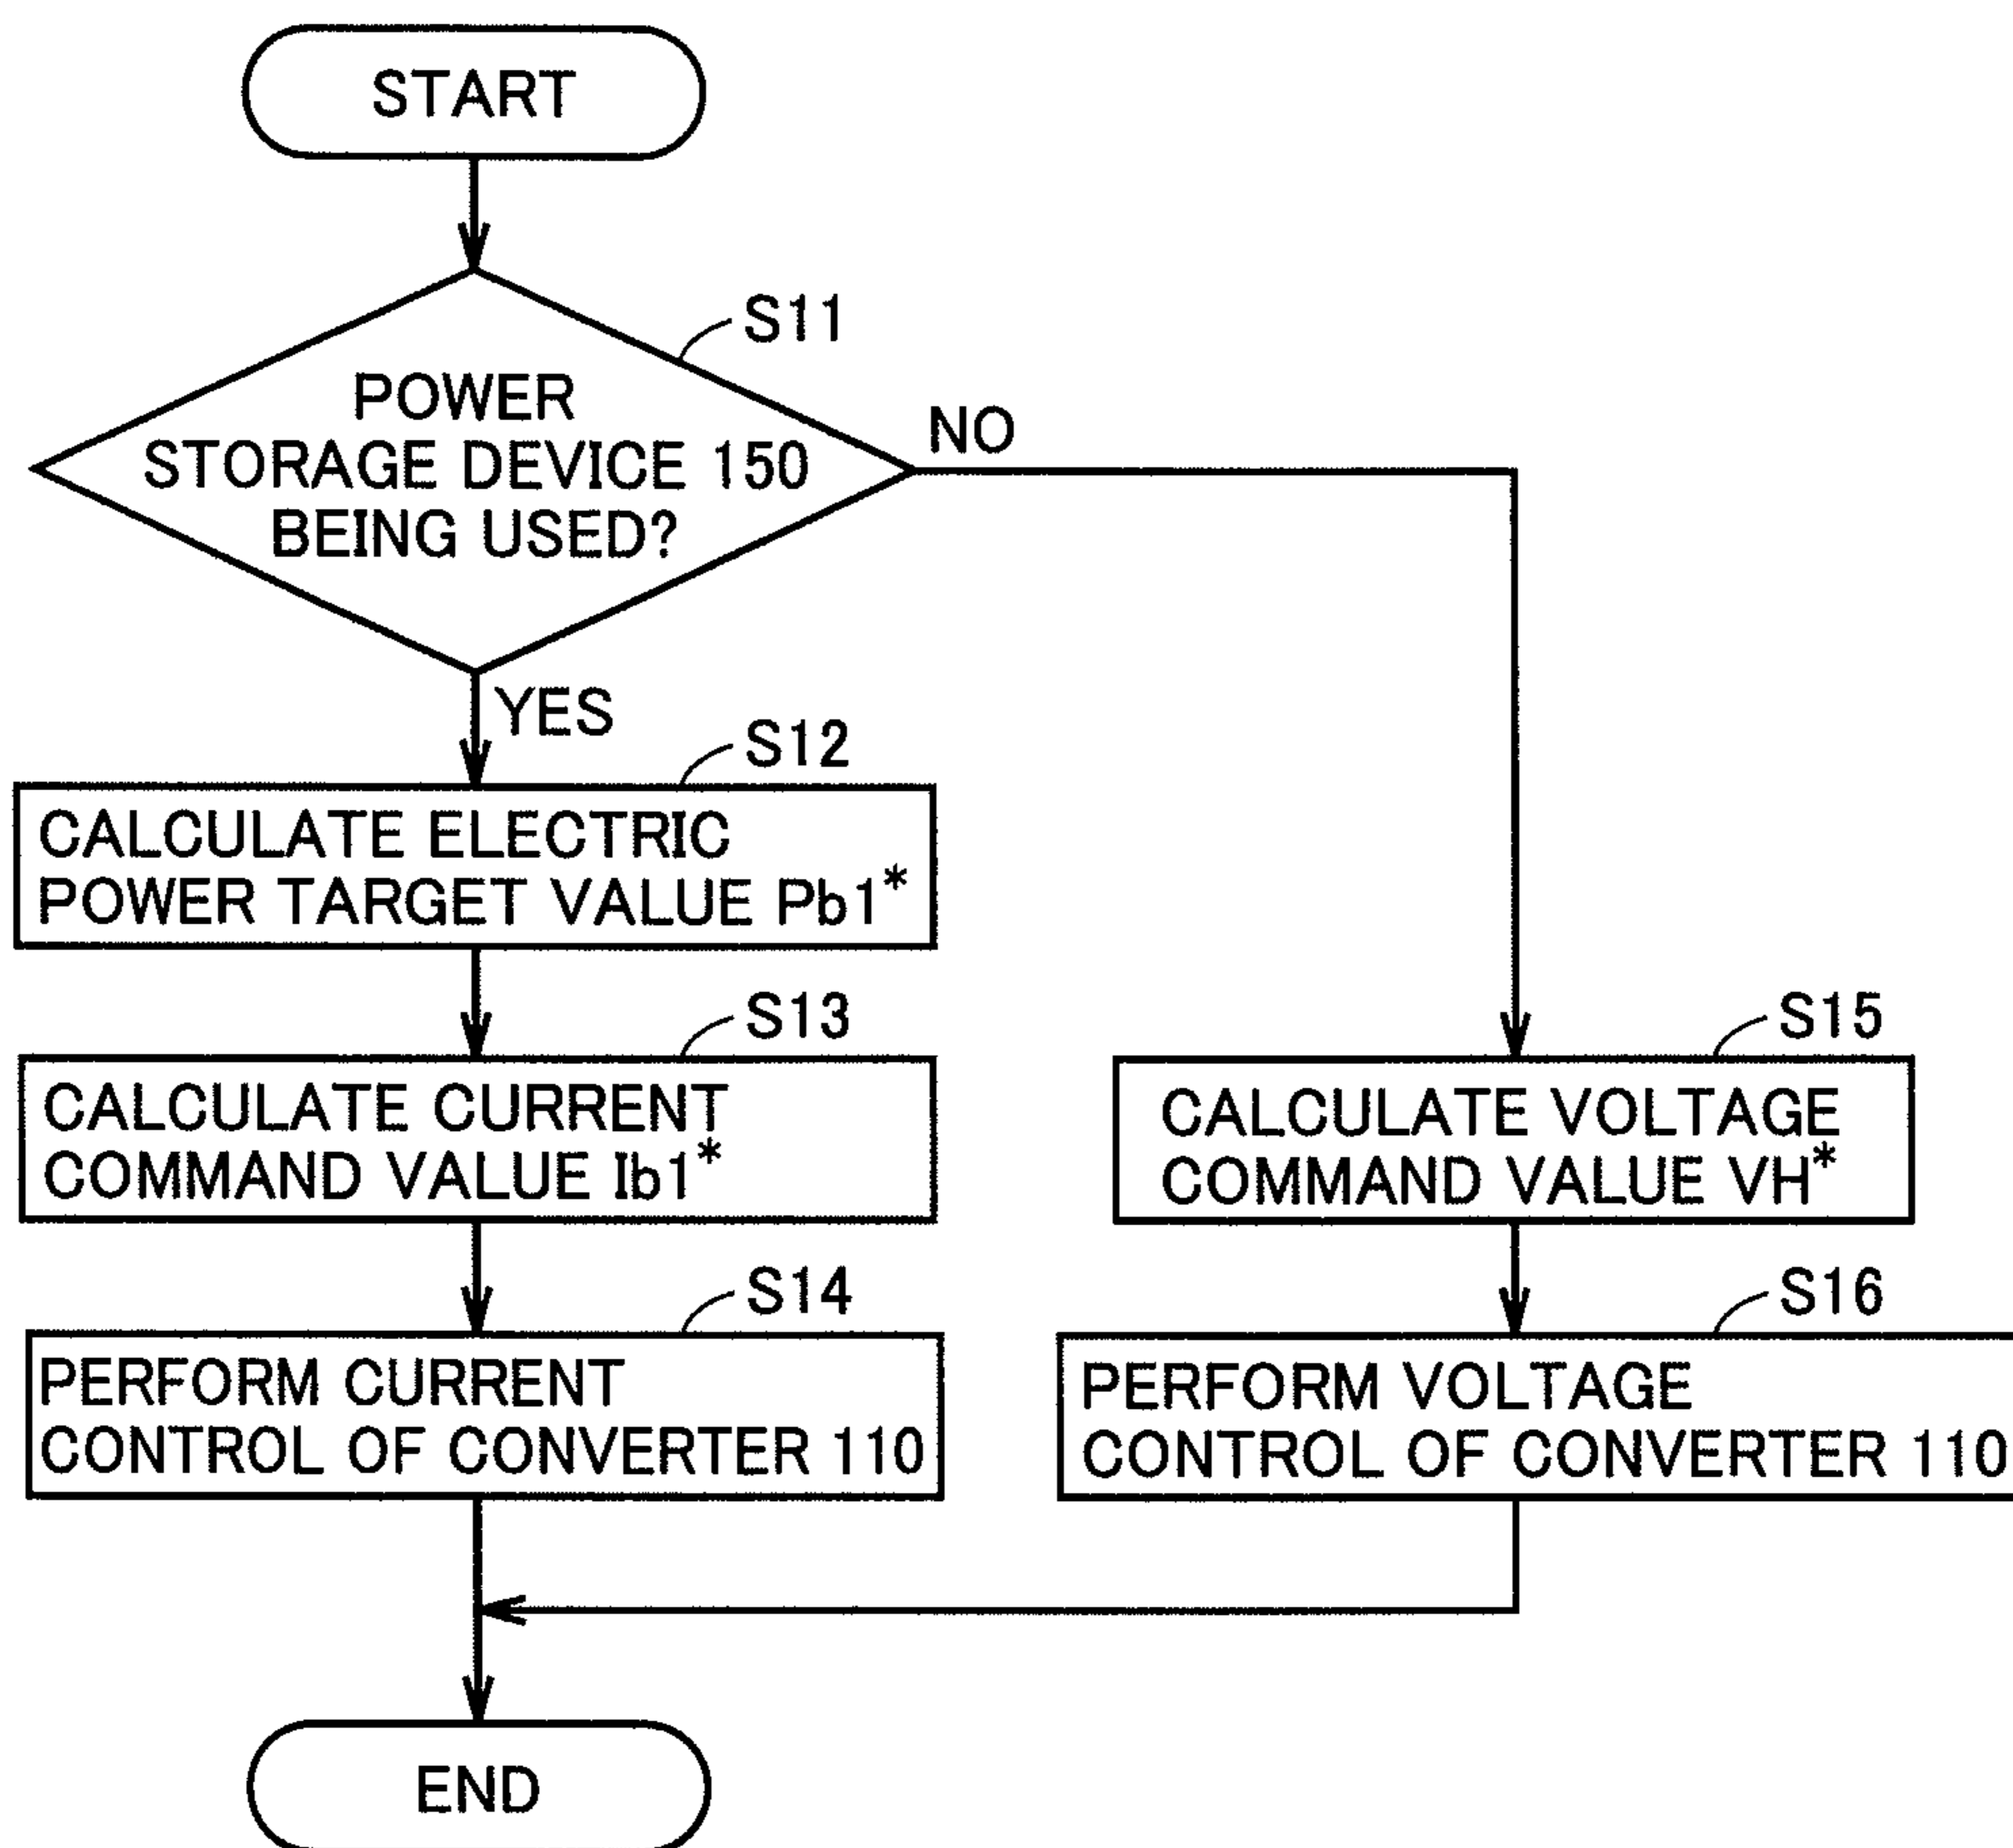 START
S11
POWER
STORAGE DEVICE 150
BEING USED?
NO
YES
S12
CALCULATE ELECTRIC
POWER TARGET VALUE Pb1*
S13
CALCULATE CURRENT
COMMAND VALUE Ib1*
S14
PERFORM CURRENT
CONTROL OF CONVERTER 110
S15
CALCULATE VOLTAGE
COMMAND VALUE VH*
S16
PERFORM VOLTAGE
CONTROL OF CONVERTER 110
END